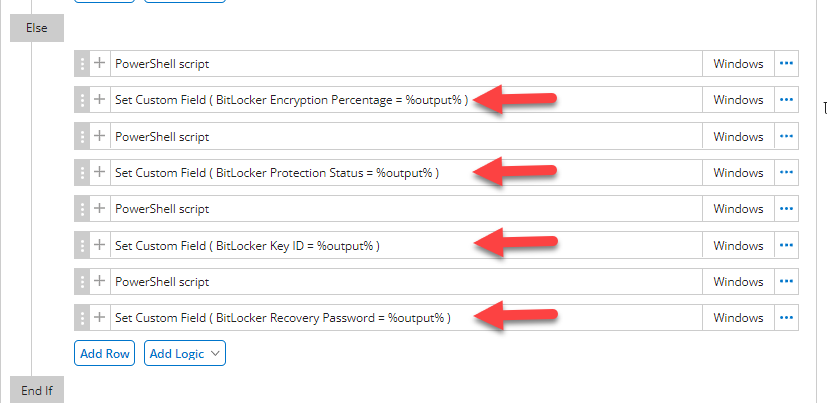 Else
PowerShell script Windows
Set Custom Field ( BitLocker Encryption Percentage = %output% ) Windows
PowerShell script Windows
Set Custom Field ( BitLocker Protection Status = %output% ) Windows
PowerShell script Windows
Set Custom Field ( BitLocker Key ID = %output% ) Windows
PowerShell script Windows
Set Custom Field ( BitLocker Recovery Password = %output% ) Windows
Add Row Add Logic
End If